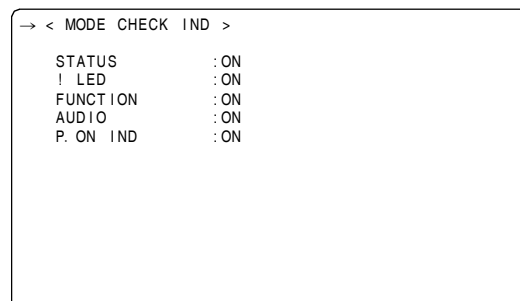 → < MODE CHECK IND >
STATUS :ON
! LED :ON
FUNCTION :ON
AUDIO :ON
P. ON IND :ON